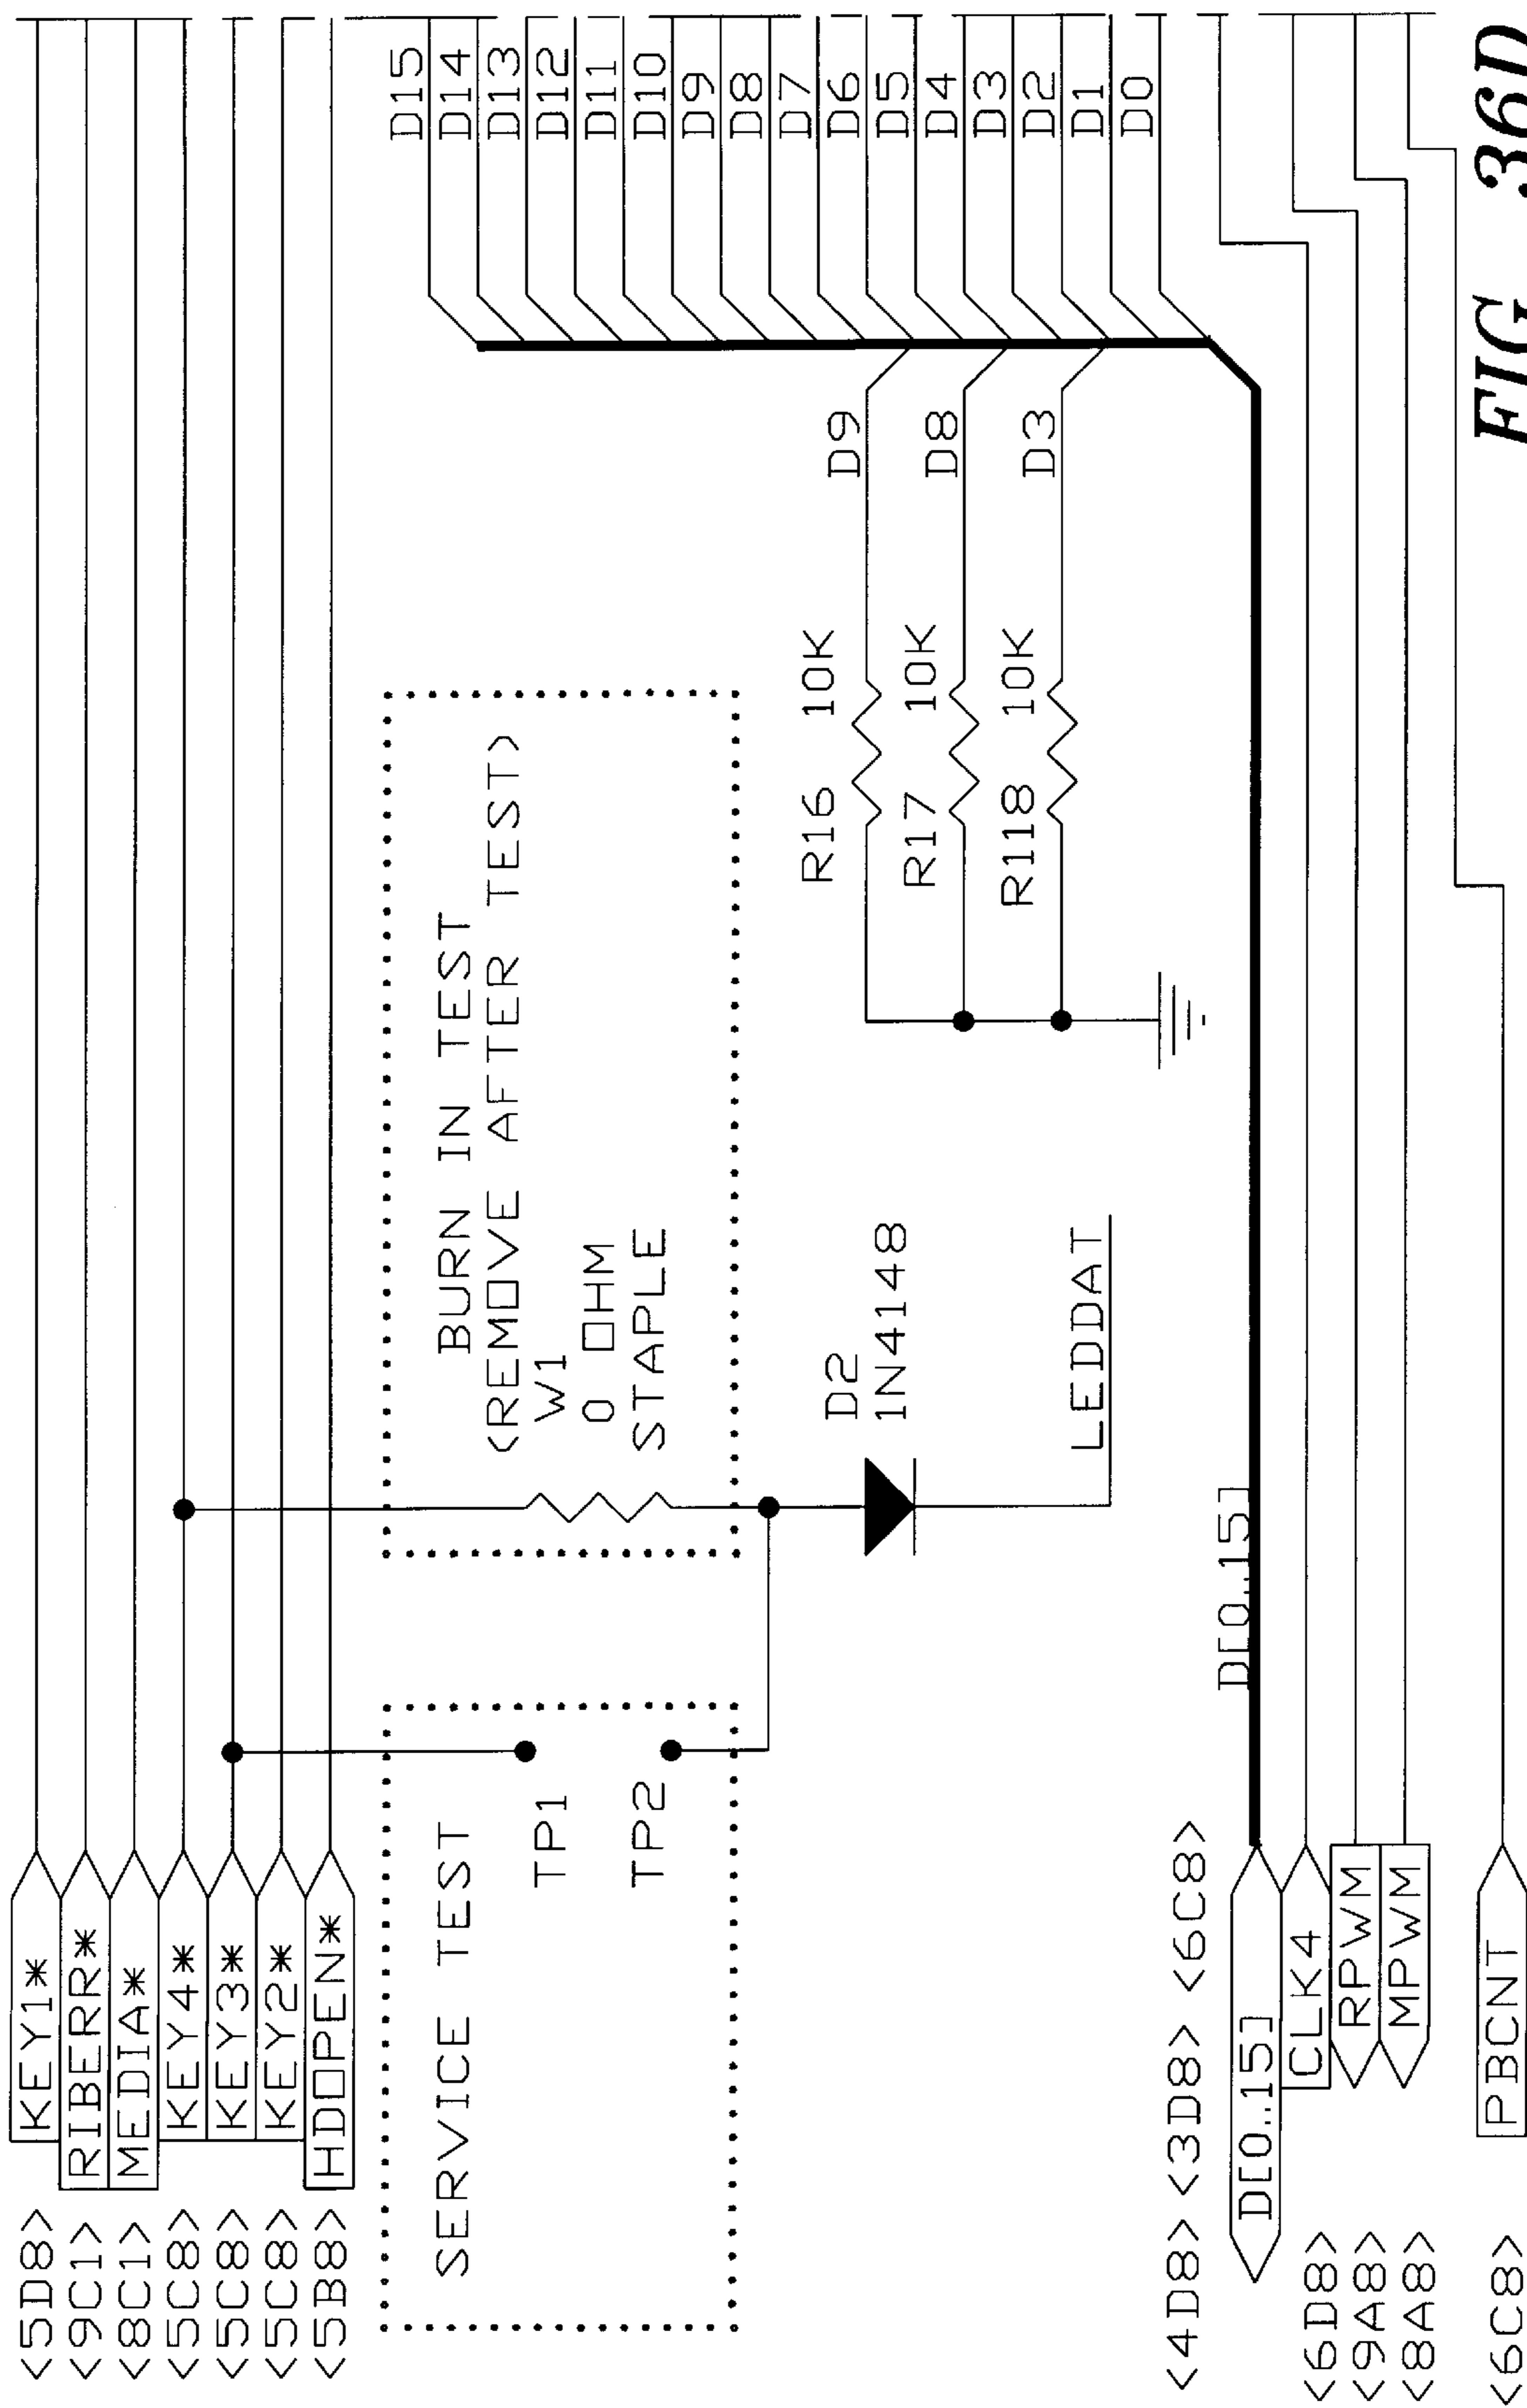 <5D8> KEY1*
<9C1> RIBERR*
<8C1> MEDIA*
<5C8> KEY4*
<5C8> KEY3*
<5C8> KEY2*
<5B8> HDOPEN*
SERVICE TEST
TP1
TP2
BURN IN TEST
<REMOVE AFTER TEST>
W1
0 OHM
STAPLE
D2
1N4148
LEDDAT
D15
D14
D13
D12
D11
D10
D9
D8
D7
D6
D5
D4
D3
D2
D1
D0
R16 10K D9
R17 10K D8
R118 10K D3
<4D8> <3D8> <6C8>
D[0..15]
D[0..15]
<6D8> CLK4
<9A8> RPWM
<8A8> MPWM
<6C8> PBCNT
FIG 36D